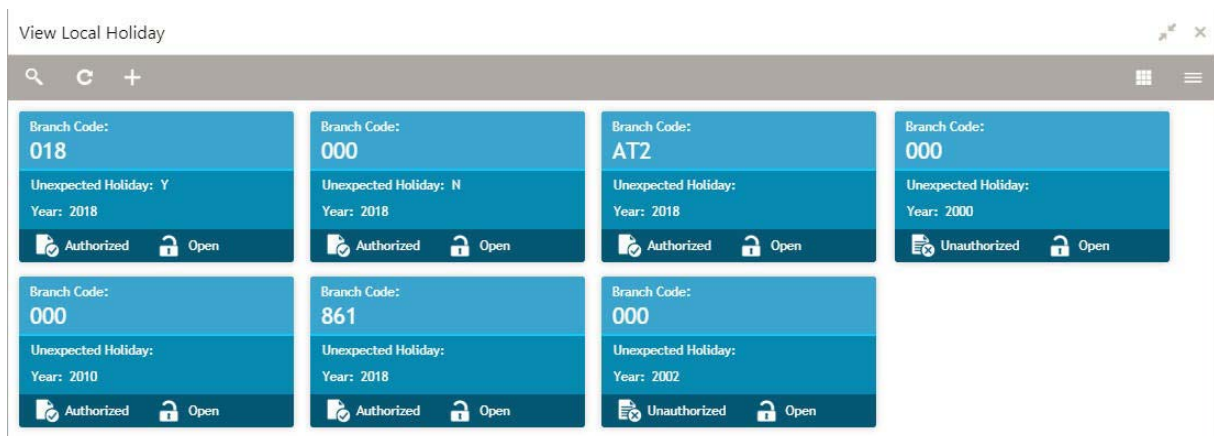 View Local Holiday
Branch Code:
018
Unexpected Holiday: Y
Year: 2018
Authorized Open
Branch Code:
000
Unexpected Holiday: N
Year: 2018
Authorized Open
Branch Code:
AT2
Unexpected Holiday:
Year: 2018
Authorized Open
Branch Code:
000
Unexpected Holiday:
Year: 2000
Unauthorized Open
Branch Code:
000
Unexpected Holiday:
Year: 2010
Authorized Open
Branch Code:
861
Unexpected Holiday:
Year: 2018
Authorized Open
Branch Code:
000
Unexpected Holiday:
Year: 2002
Unauthorized Open